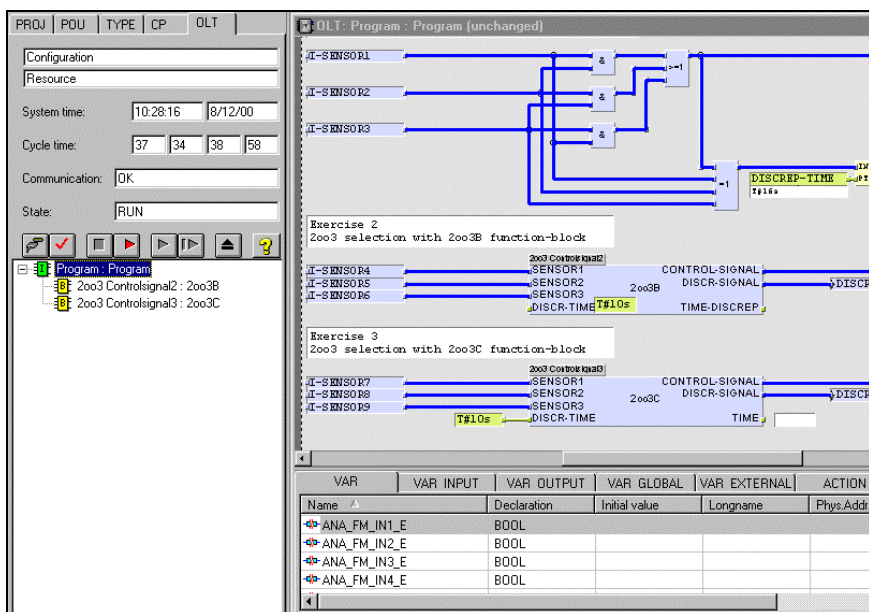 PROJ POU TYPE CP OLT
Configuration
Resource
System time: 10:28:16 8/12/00
Cycle time: 37 34 38 58
Communication: OK
State: RUN
Program : Program
2oo3 Controlsignal2 : 2oo3B
2oo3 Controlsignal3 : 2oo3C
OLT: Program : Program (unchanged)
I-SENSOR1
&
>=1
I-SENSOR2
&
I-SENSOR3
&
=1
DISCREP-TIME
T#16s
Exercise 2
2oo3 selection with 2oo3B function-block
2oo3 Controlsignal2
I-SENSOR4 SENSOR1 CONTROL-SIGNAL
I-SENSOR5 SENSOR2 2oo3B DISCR-SIGNAL DISCR
I-SENSOR6 SENSOR3
DISCR-TIME T#10s TIME-DISCREP
Exercise 3
2oo3 selection with 2oo3C function-block
2oo3 Controlsignal3
I-SENSOR7 SENSOR1 CONTROL-SIGNAL
I-SENSOR8 SENSOR2 2oo3C DISCR-SIGNAL DISCR
I-SENSOR9 SENSOR3
T#10s DISCR-TIME TIME
VAR VAR INPUT VAR OUTPUT VAR GLOBAL VAR EXTERNAL ACTION
Name Declaration Initial value Longname Phys.Addr
ANA_FM_IN1_E BOOL
ANA_FM_IN2_E BOOL
ANA_FM_IN3_E BOOL
ANA_FM_IN4_E BOOL